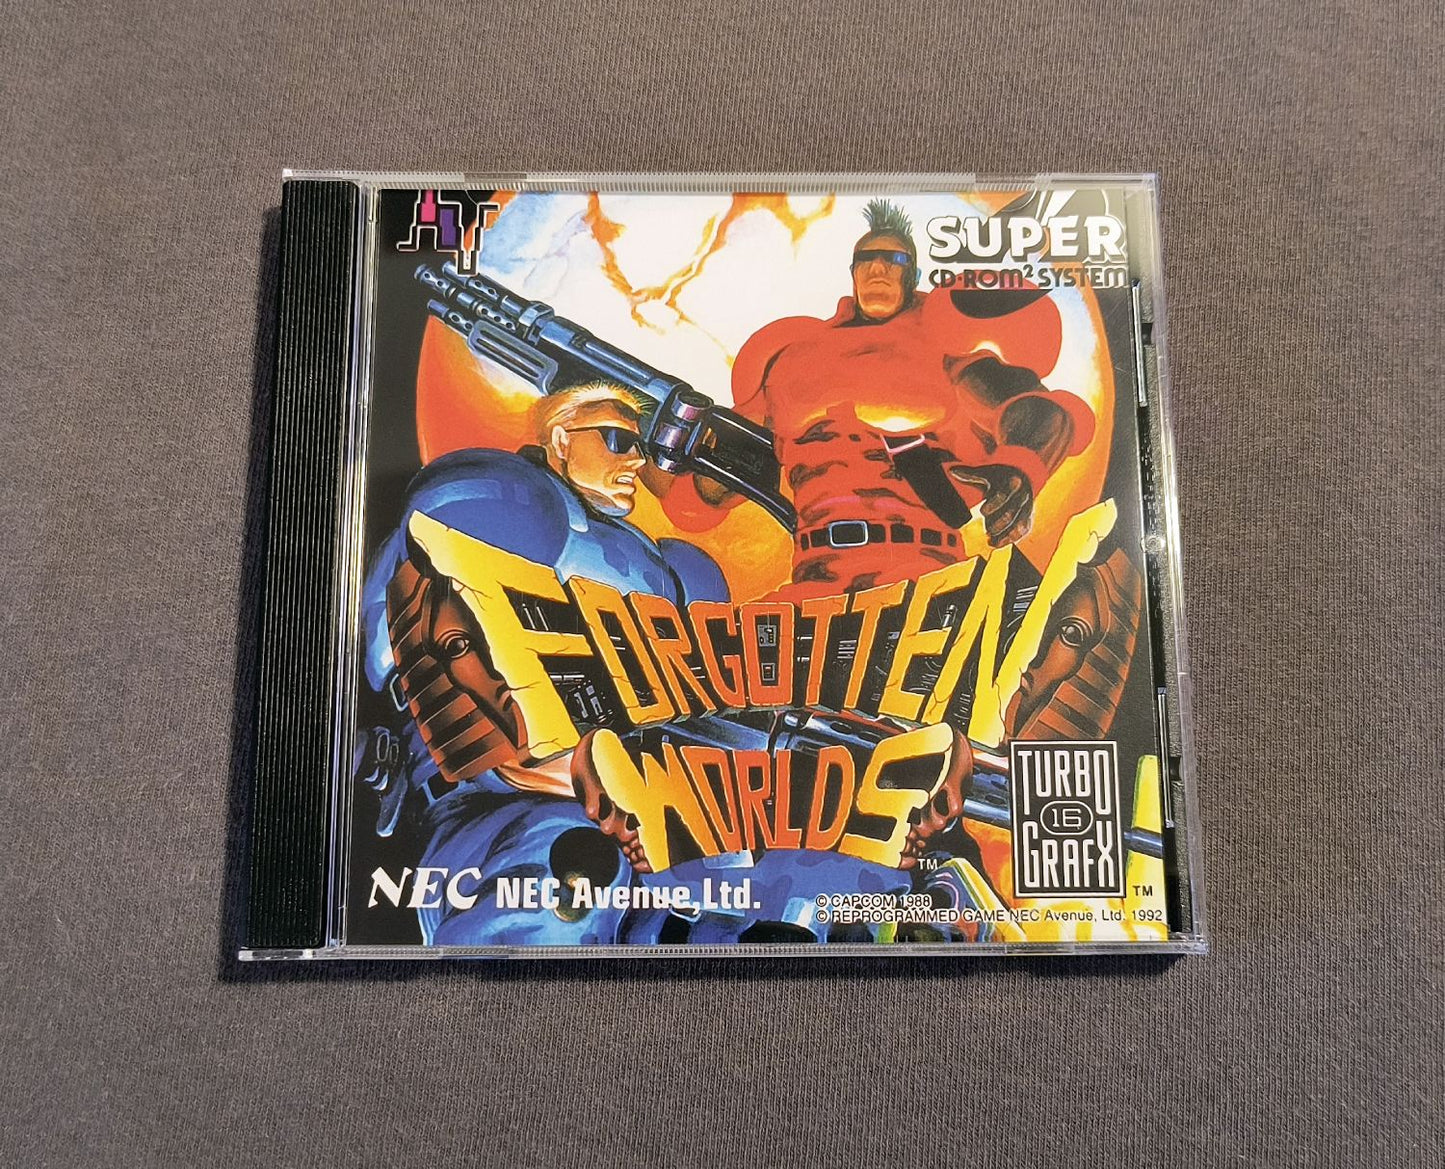 SUPER
CD-ROM² SYSTEM
FORGOTTEN
WORLDS
TM
TURBO
16
GRAFX
TM
NEC NEC Avenue,Ltd.
© CAPCOM 1988
© REPROGRAMMED GAME NEC Avenue, Ltd. 1992